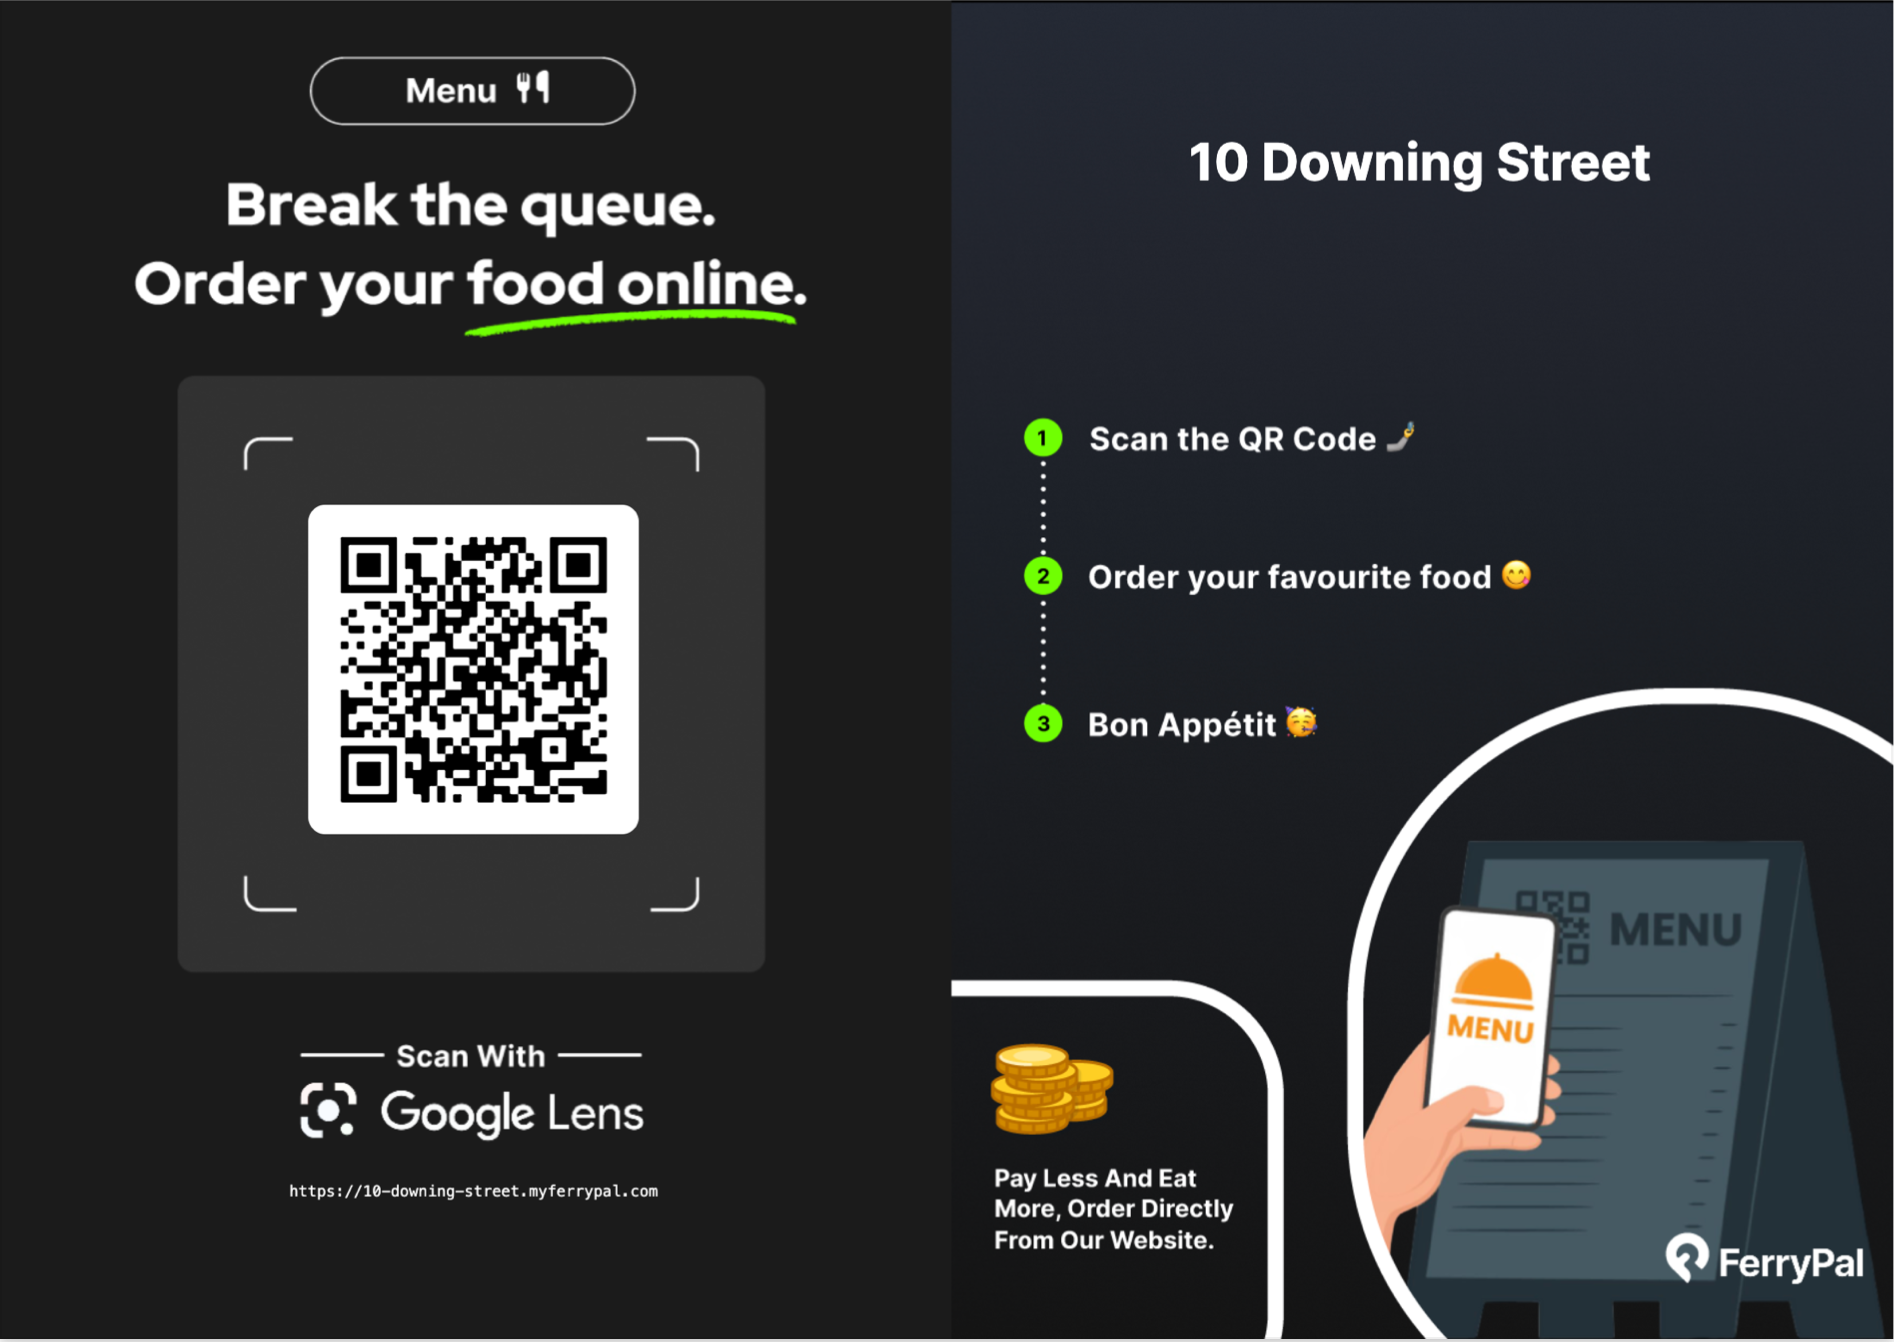 Menu
Break the queue.
Order your food online.
Scan With
Google Lens
https://10-downing-street.myferrypal.com
10 Downing Street
1 Scan the QR Code
2 Order your favourite food
3 Bon Appétit
MENU
MENU
Pay Less And Eat
More, Order Directly
From Our Website.
FerryPal